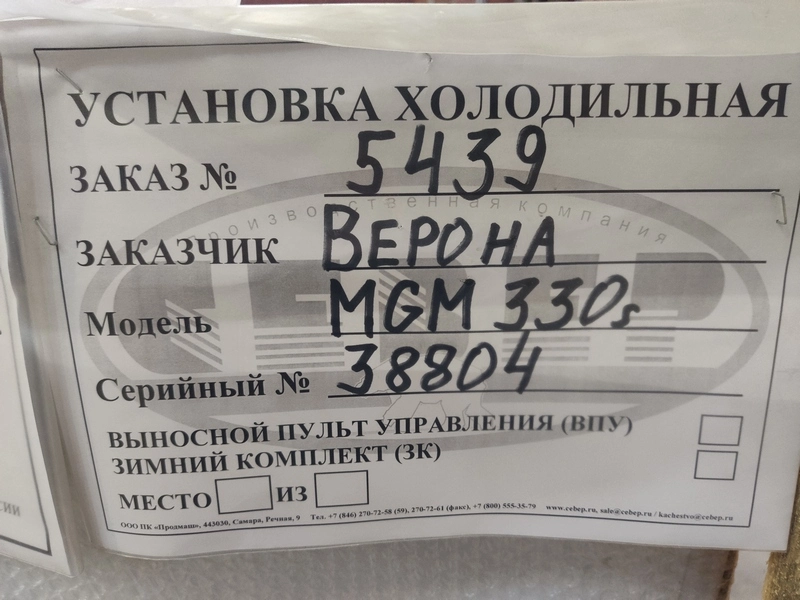 УСТАНОВКА ХОЛОДИЛЬНАЯ
ЗАКАЗ № 5439
производственная компания
ЗАКАЗЧИК ВЕРОНА
Модель MGM 330s
Серийный № 38804
ВЫНОСНОЙ ПУЛЬТ УПРАВЛЕНИЯ (ВПУ)
ЗИМНИЙ КОМПЛЕКТ (ЗК)
МЕСТО ИЗ
ООО ПК «Продмаш», 443030, Самара, Речная, 9 Тел. +7 (846) 270-72-58 (59), 270-72-61 (факс), +7 (800) 555-35-79 www.cebep.ru, sale@cebep.ru / kachestvo@cebep.ru